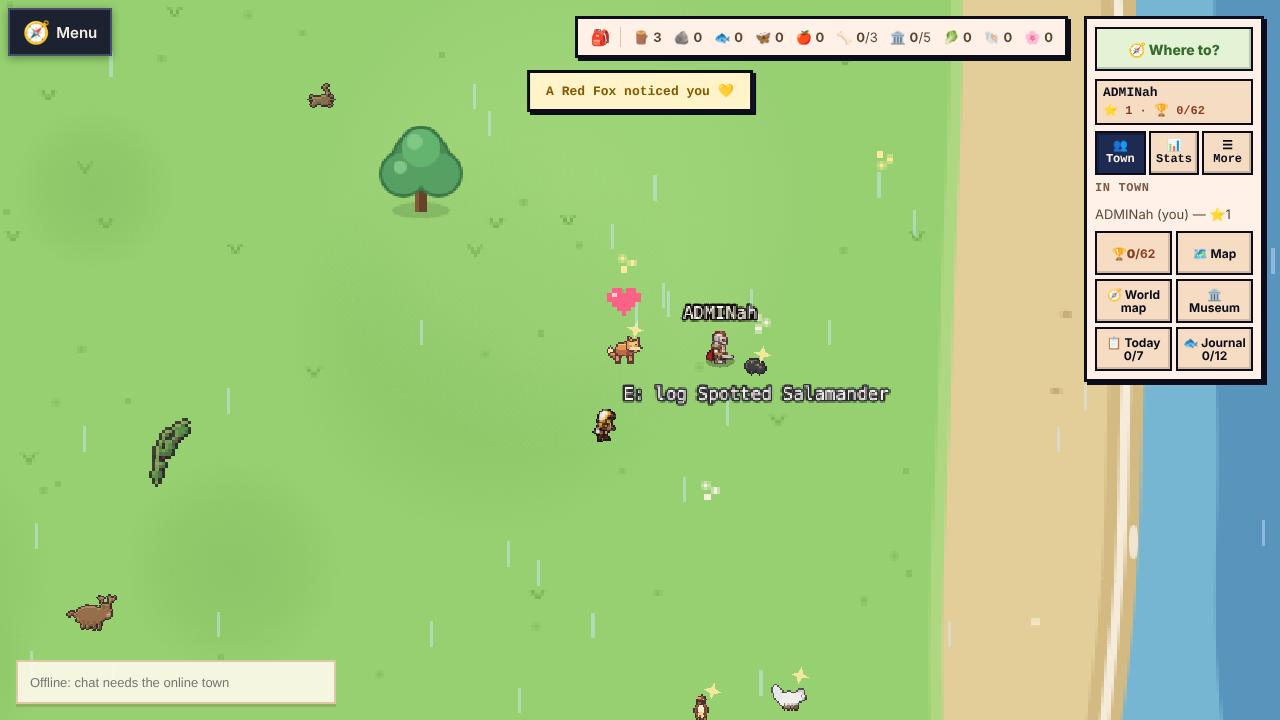 Menu
3 0 0 0 0 0/3 0/5 0 0 0
A Red Fox noticed you
Where to?
ADMINah
1 · 0/62
Town Stats More
IN TOWN
ADMINah (you) — 1
0/62 Map
World map Museum
Today 0/7 Journal 0/12
ADMINah
E: log Spotted Salamander
Offline: chat needs the online town